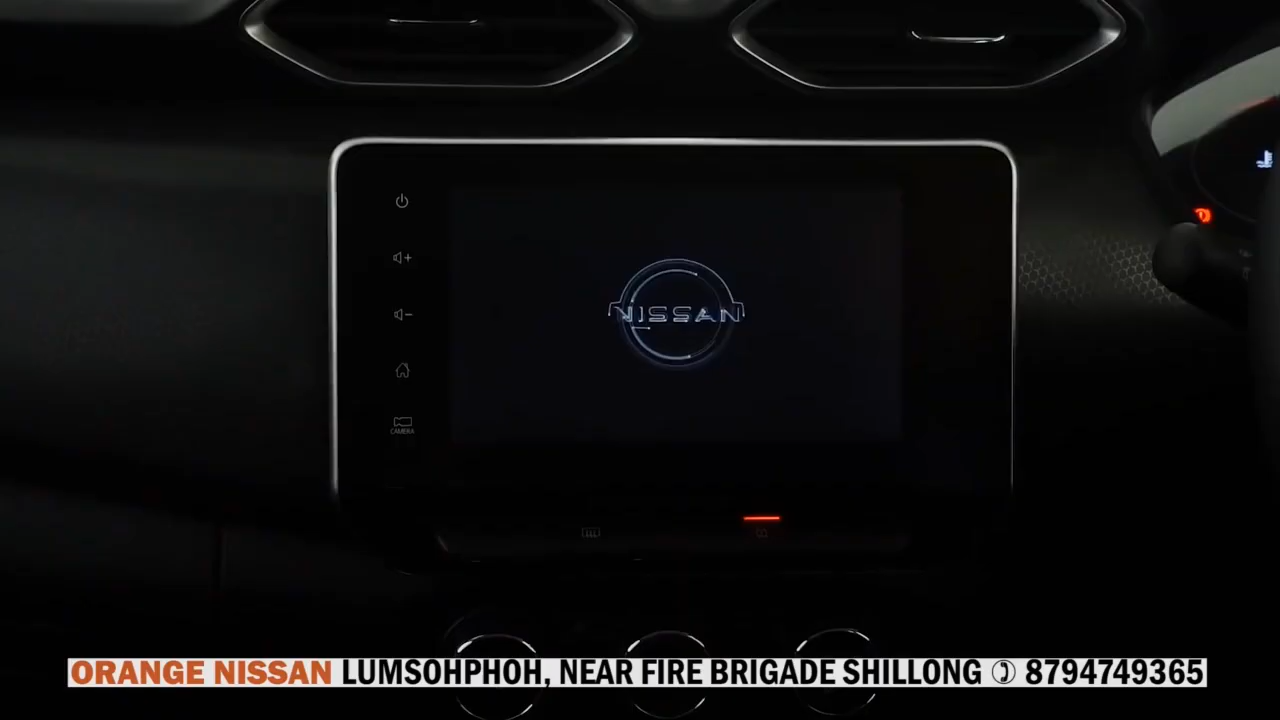 NISSAN
CAMERA
ORANGE NISSAN LUMSOHPHOH, NEAR FIRE BRIGADE SHILLONG ✆ 8794749365